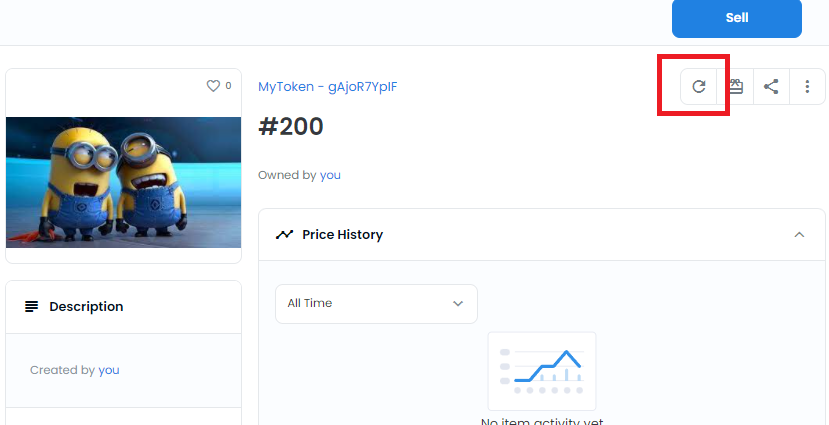 Sell
0
MyToken - gAjoR7YpIF
#200
Owned by you
Price History
All Time
No item activity yet
Description
Created by you